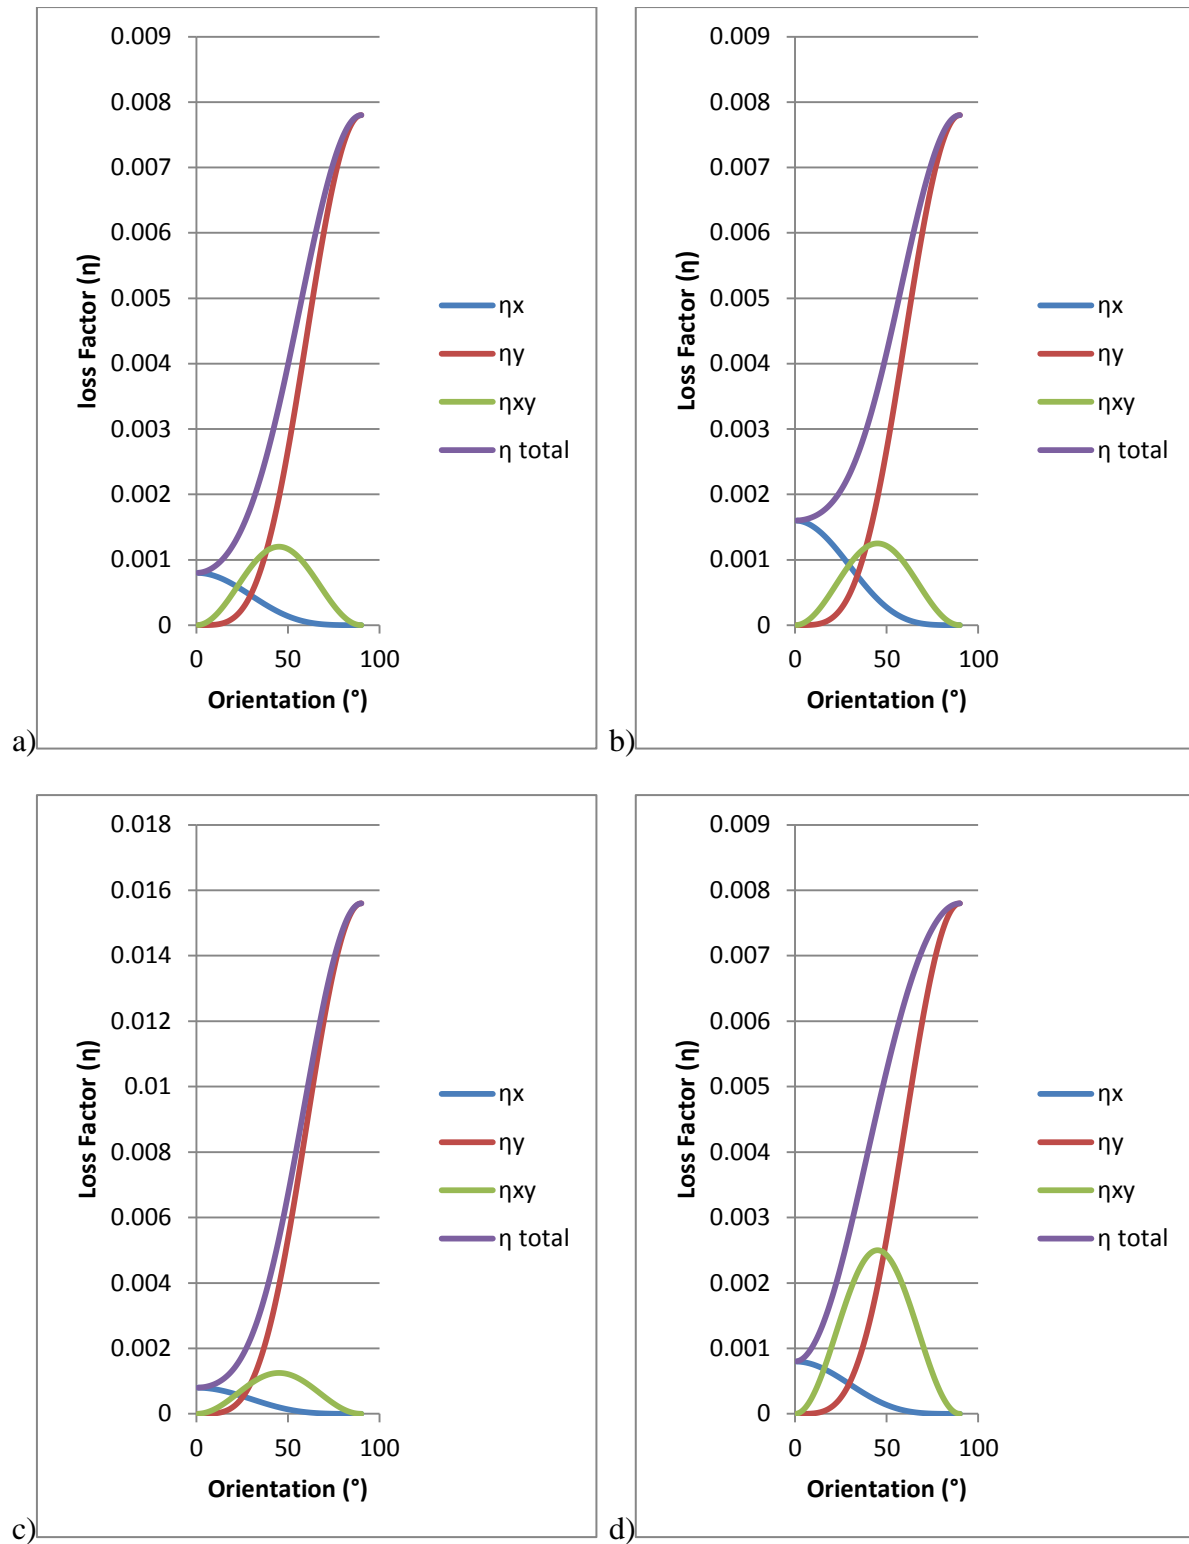 0.009
0.008
0.007
0.006
0.005
0.004
0.003
0.002
0.001
0
loss Factor (η)
0 50 100
Orientation (°)
ηx
ηy
ηxy
η total
a)
0.009
0.008
0.007
0.006
0.005
0.004
0.003
0.002
0.001
0
Loss Factor (η)
0 50 100
Orientation (°)
ηx
ηy
ηxy
η total
b)
0.018
0.016
0.014
0.012
0.01
0.008
0.006
0.004
0.002
0
Loss Factor (η)
0 50 100
Orientation (°)
ηx
ηy
ηxy
η total
c)
0.009
0.008
0.007
0.006
0.005
0.004
0.003
0.002
0.001
0
Loss Factor (η)
0 50 100
Orientation (°)
ηx
ηy
ηxy
η total
d)